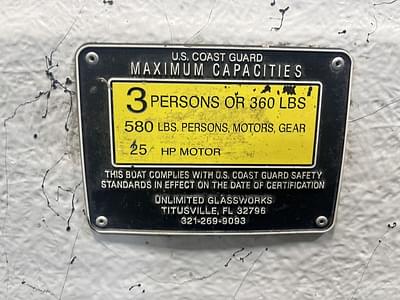 U.S. COAST GUARD
MAXIMUM CAPACITIES
3 PERSONS OR 360 LBS
580 LBS. PERSONS, MOTORS, GEAR
25 HP MOTOR
THIS BOAT COMPLIES WITH U.S. COAST GUARD SAFETY
STANDARDS IN EFFECT ON THE DATE OF CERTIFICATION
UNLIMITED GLASSWORKS
TITUSVILLE, FL 32796
321-269-9093